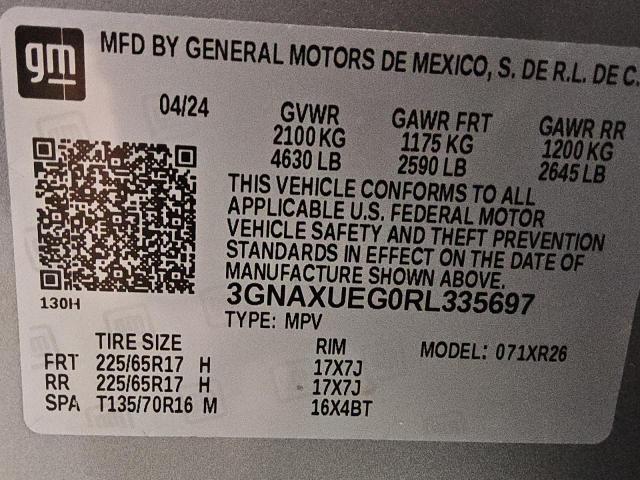 gm
MFD BY GENERAL MOTORS DE MEXICO, S. DE R.L. DE C.
04/24
GVWR
2100 KG
4630 LB
GAWR FRT
1175 KG
2590 LB
GAWR RR
1200 KG
2645 LB
THIS VEHICLE CONFORMS TO ALL
APPLICABLE U.S. FEDERAL MOTOR
VEHICLE SAFETY AND THEFT PREVENTION
STANDARDS IN EFFECT ON THE DATE OF
MANUFACTURE SHOWN ABOVE.
130H
3GNAXUEG0RL335697
TYPE: MPV
TIRE SIZE RIM MODEL: 071XR26
FRT 225/65R17 H 17X7J
RR 225/65R17 H 17X7J
SPA T135/70R16 M 16X4BT